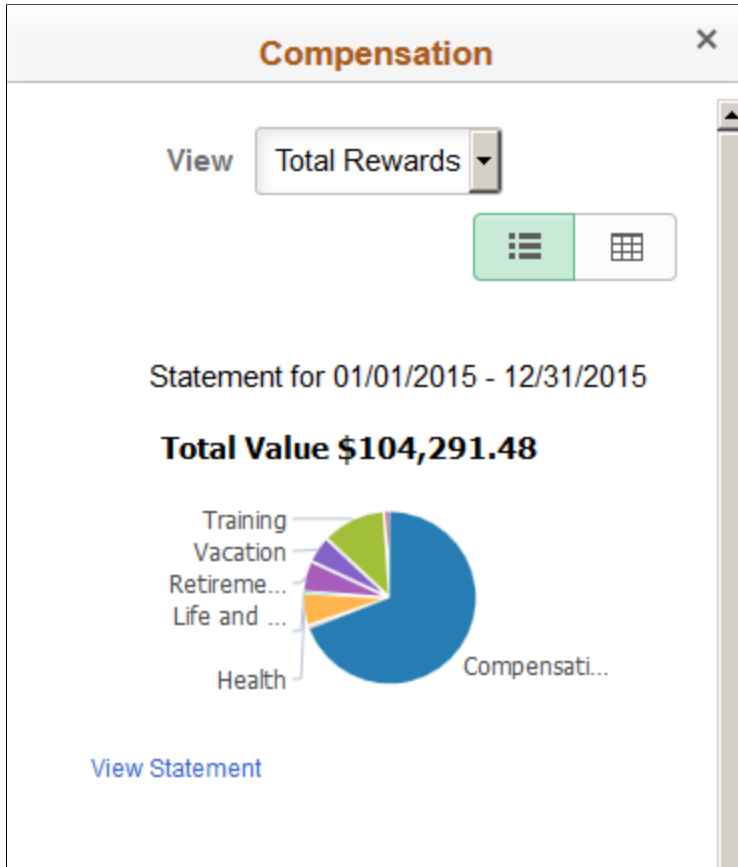 Compensation
View Total Rewards
Statement for 01/01/2015 - 12/31/2015
Total Value $104,291.48
Training
Vacation
Retireme...
Life and ...
Health
Compensati...
View Statement